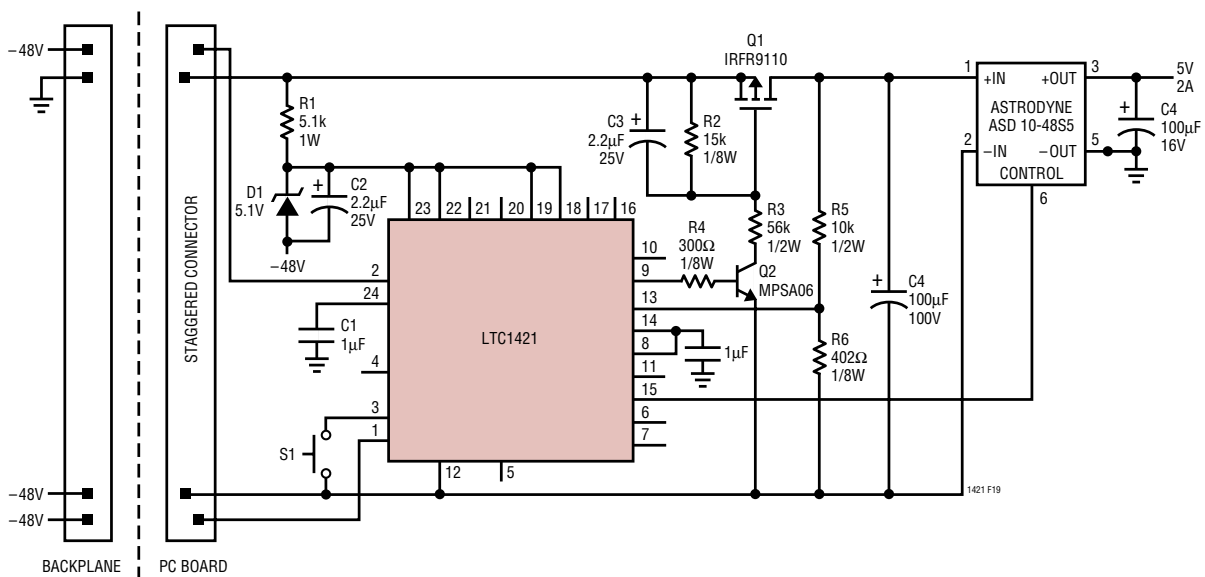 −48V
−48V
−48V
BACKPLANE
PC BOARD
STAGGERED CONNECTOR
R1
5.1k
1W
D1
5.1V
C2
2.2µF
25V
+
−48V
2
24
C1
1µF
4
3
1
S1
23
22
21
20
19
18
17
16
LTC1421
12
5
10
9
13
14
8
11
15
6
7
R4
300Ω
1/8W
1µF
C3
2.2µF
25V
+
R2
15k
1/8W
Q1
IRFR9110
R3
56k
1/2W
Q2
MPSA06
R5
10k
1/2W
R6
402Ω
1/8W
+
C4
100µF
100V
1
+IN
+OUT
3
ASTRODYNE
ASD 10-48S5
2
−IN
−OUT
5
CONTROL
6
5V
2A
+
C4
100µF
16V
1421 F19